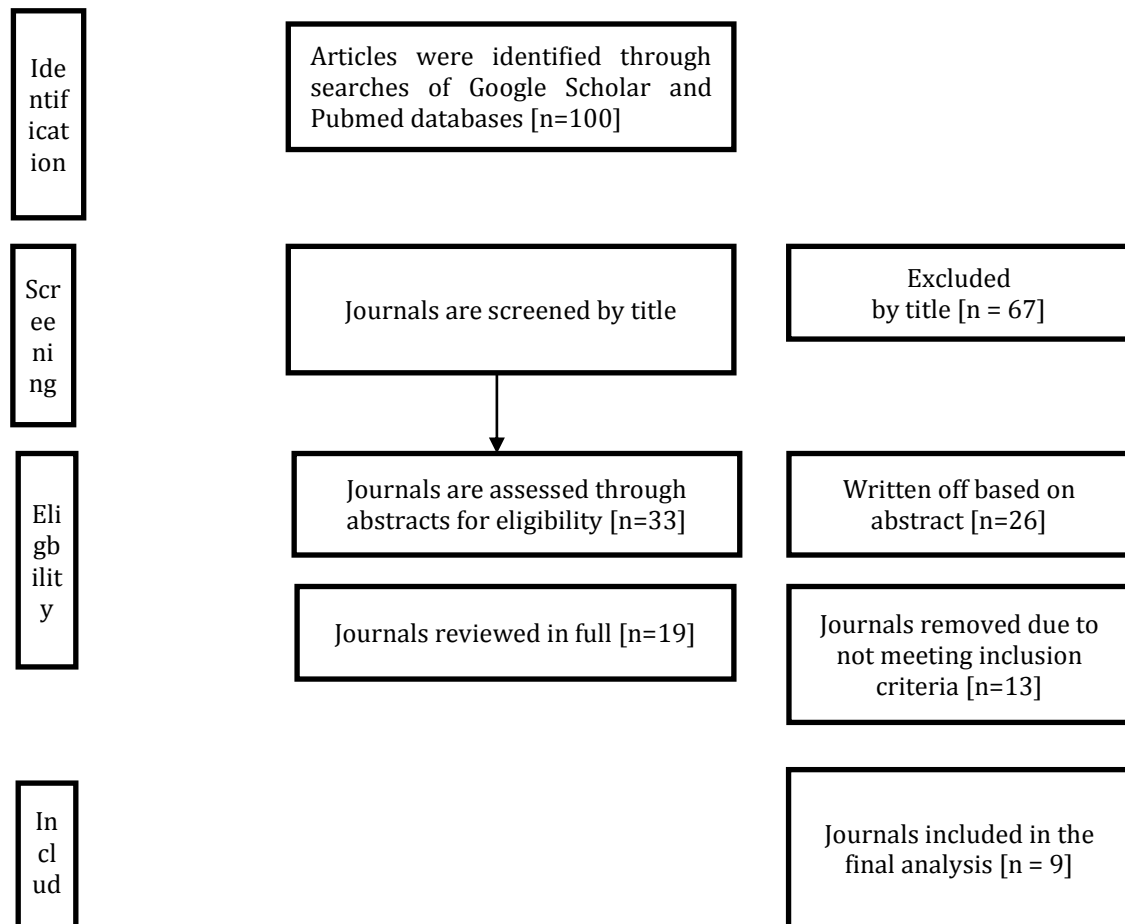 Ide
ntif
icat
ion
Articles were identified through
searches of Google Scholar and
Pubmed databases [n=100]
Scr
ee
ni
ng
Journals are screened by title
Excluded
by title [n = 67]
Eli
gb
ilit
y
Journals are assessed through
abstracts for eligibility [n=33]
Written off based on
abstract [n=26]
Journals reviewed in full [n=19]
Journals removed due to
not meeting inclusion
criteria [n=13]
In
cl
ud
Journals included in the
final analysis [n = 9]